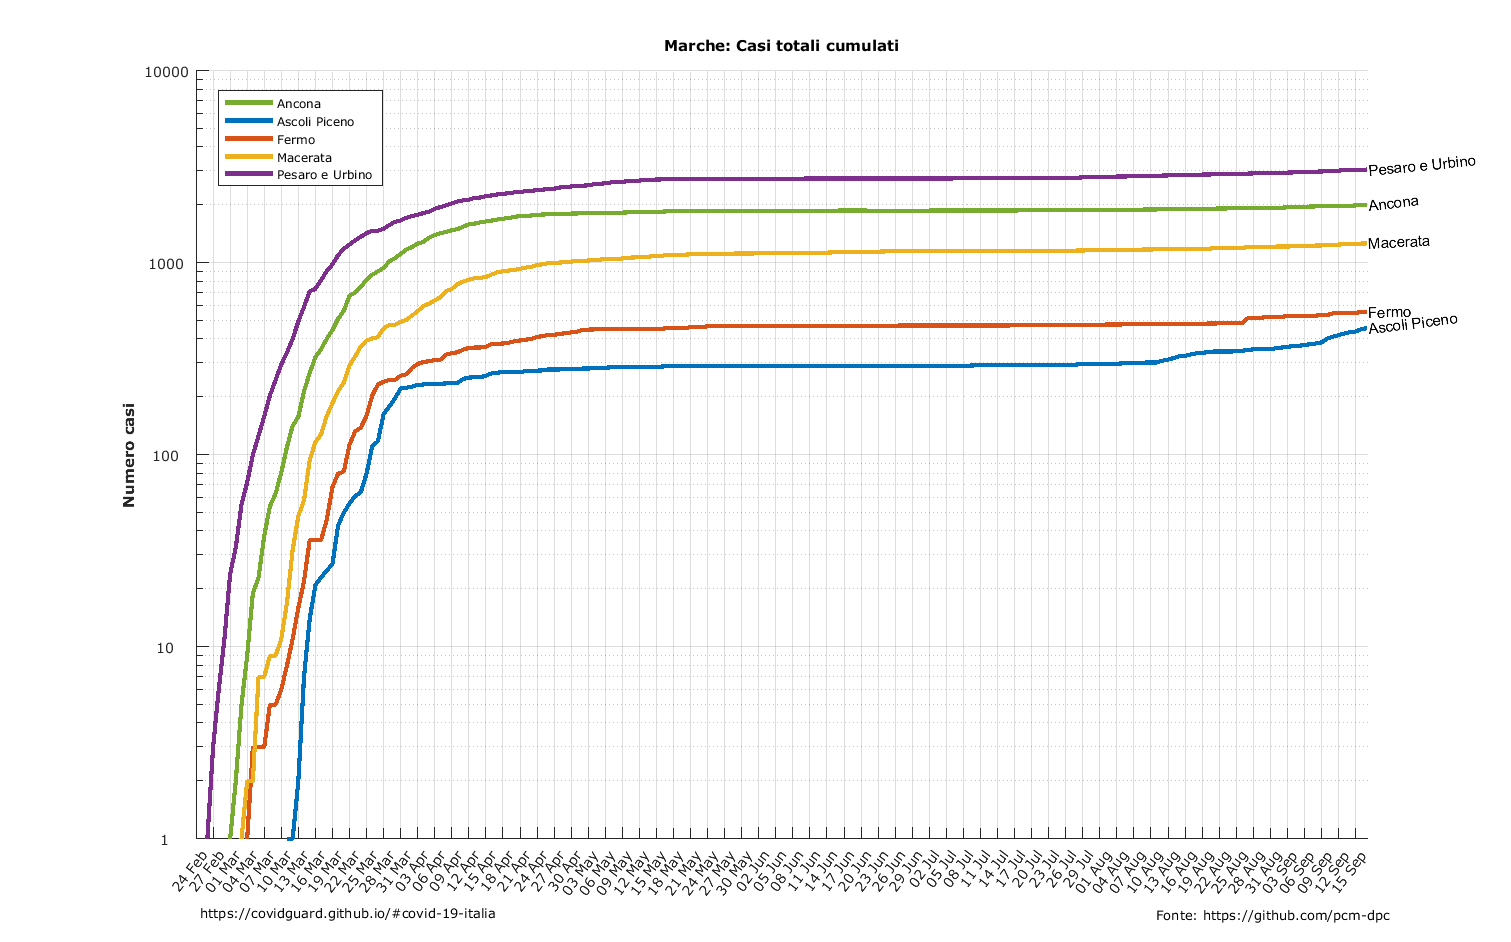 Marche: Casi totali cumulati
10000
1000
100
10
1
Numero casi
Ancona
Ascoli Piceno
Fermo
Macerata
Pesaro e Urbino
Pesaro e Urbino
Ancona
Macerata
Fermo
Ascoli Piceno
24 Feb
27 Feb
01 Mar
04 Mar
07 Mar
10 Mar
13 Mar
16 Mar
19 Mar
22 Mar
25 Mar
28 Mar
31 Mar
03 Apr
06 Apr
09 Apr
12 Apr
15 Apr
18 Apr
21 Apr
24 Apr
27 Apr
30 Apr
03 May
06 May
09 May
12 May
15 May
18 May
21 May
24 May
27 May
30 May
02 Jun
05 Jun
08 Jun
11 Jun
14 Jun
17 Jun
20 Jun
23 Jun
26 Jun
29 Jun
02 Jul
05 Jul
08 Jul
11 Jul
14 Jul
17 Jul
20 Jul
23 Jul
26 Jul
29 Jul
01 Aug
04 Aug
07 Aug
10 Aug
13 Aug
16 Aug
19 Aug
22 Aug
25 Aug
28 Aug
31 Aug
03 Sep
06 Sep
09 Sep
12 Sep
15 Sep
https://covidguard.github.io/#covid-19-italia
Fonte: https://github.com/pcm-dpc